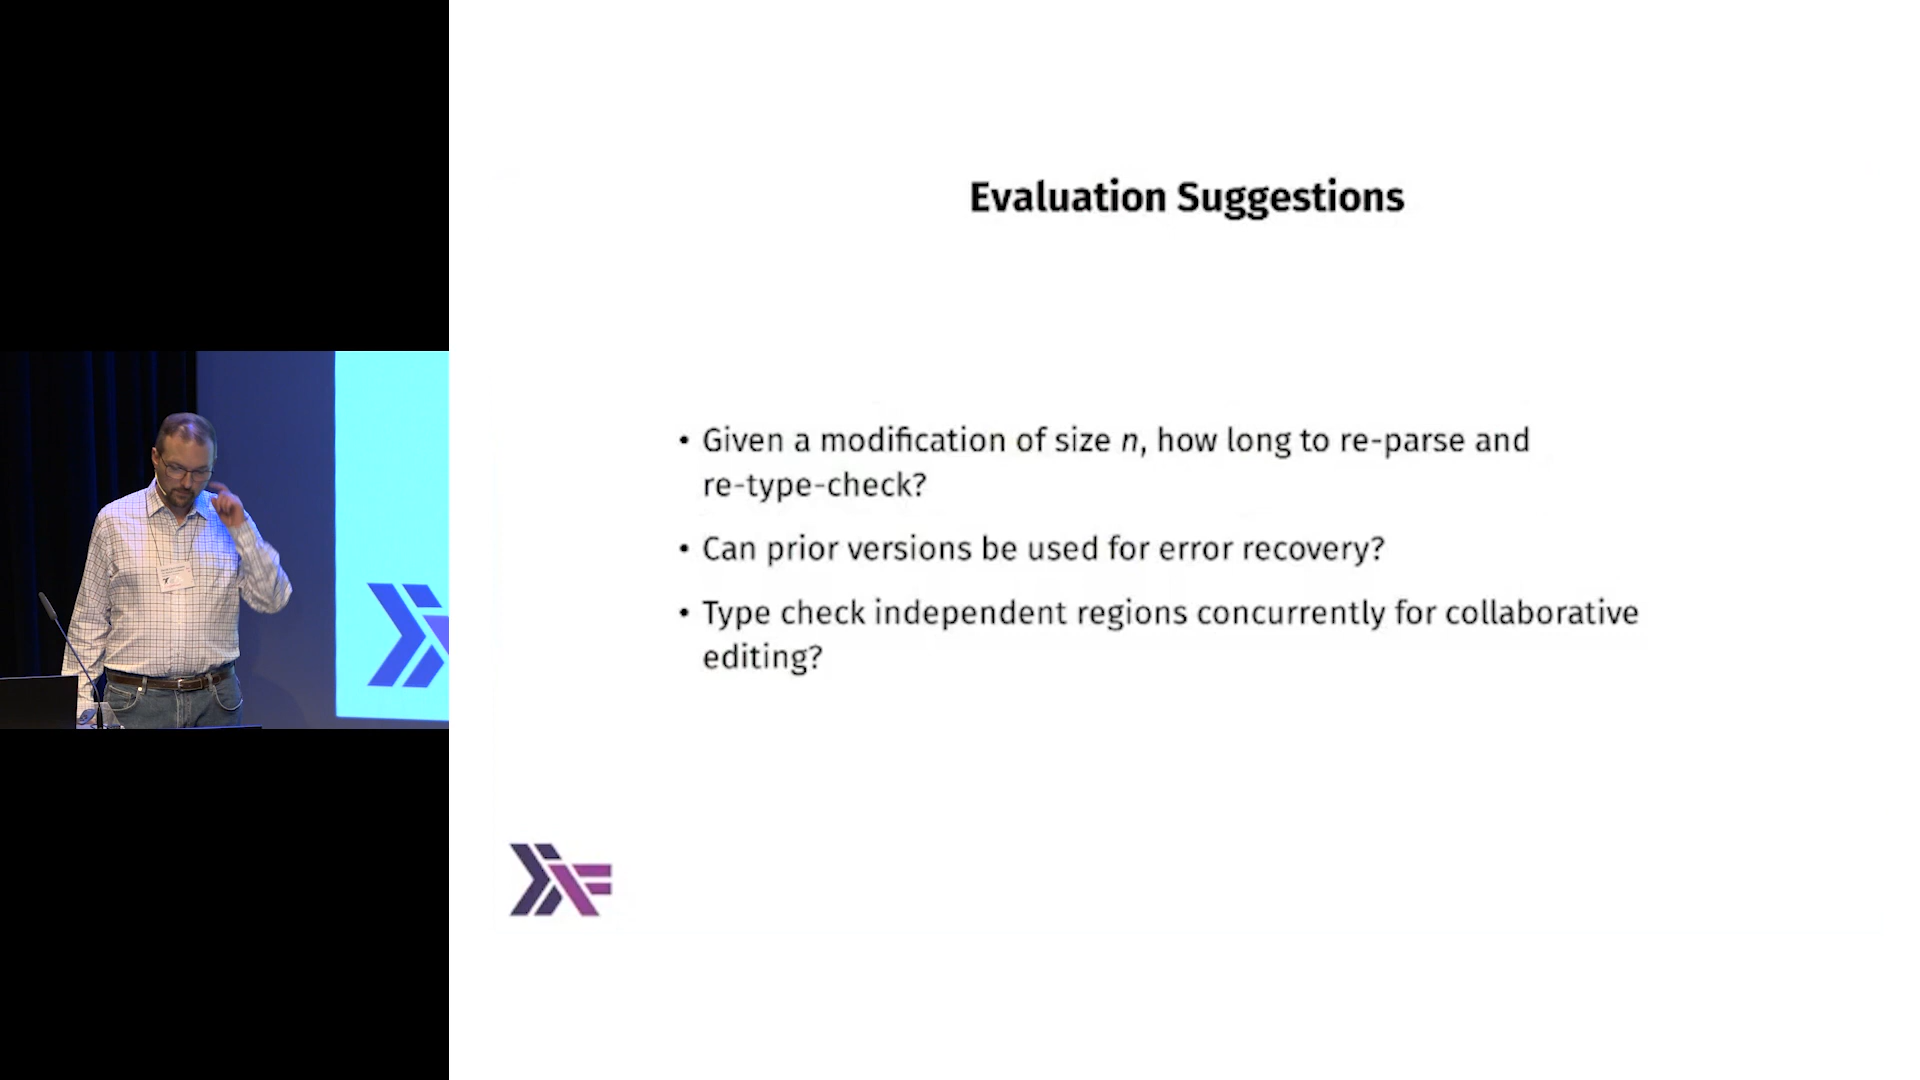 Evaluation Suggestions
• Given a modification of size n, how long to re-parse and
re-type-check?
• Can prior versions be used for error recovery?
• Type check independent regions concurrently for collaborative
editing?